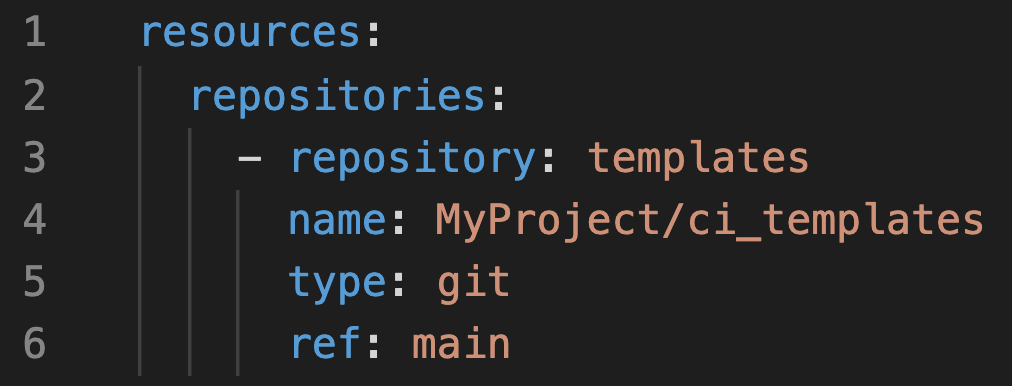 1 resources:
2   repositories:
3     - repository: templates
4       name: MyProject/ci_templates
5       type: git
6       ref: main